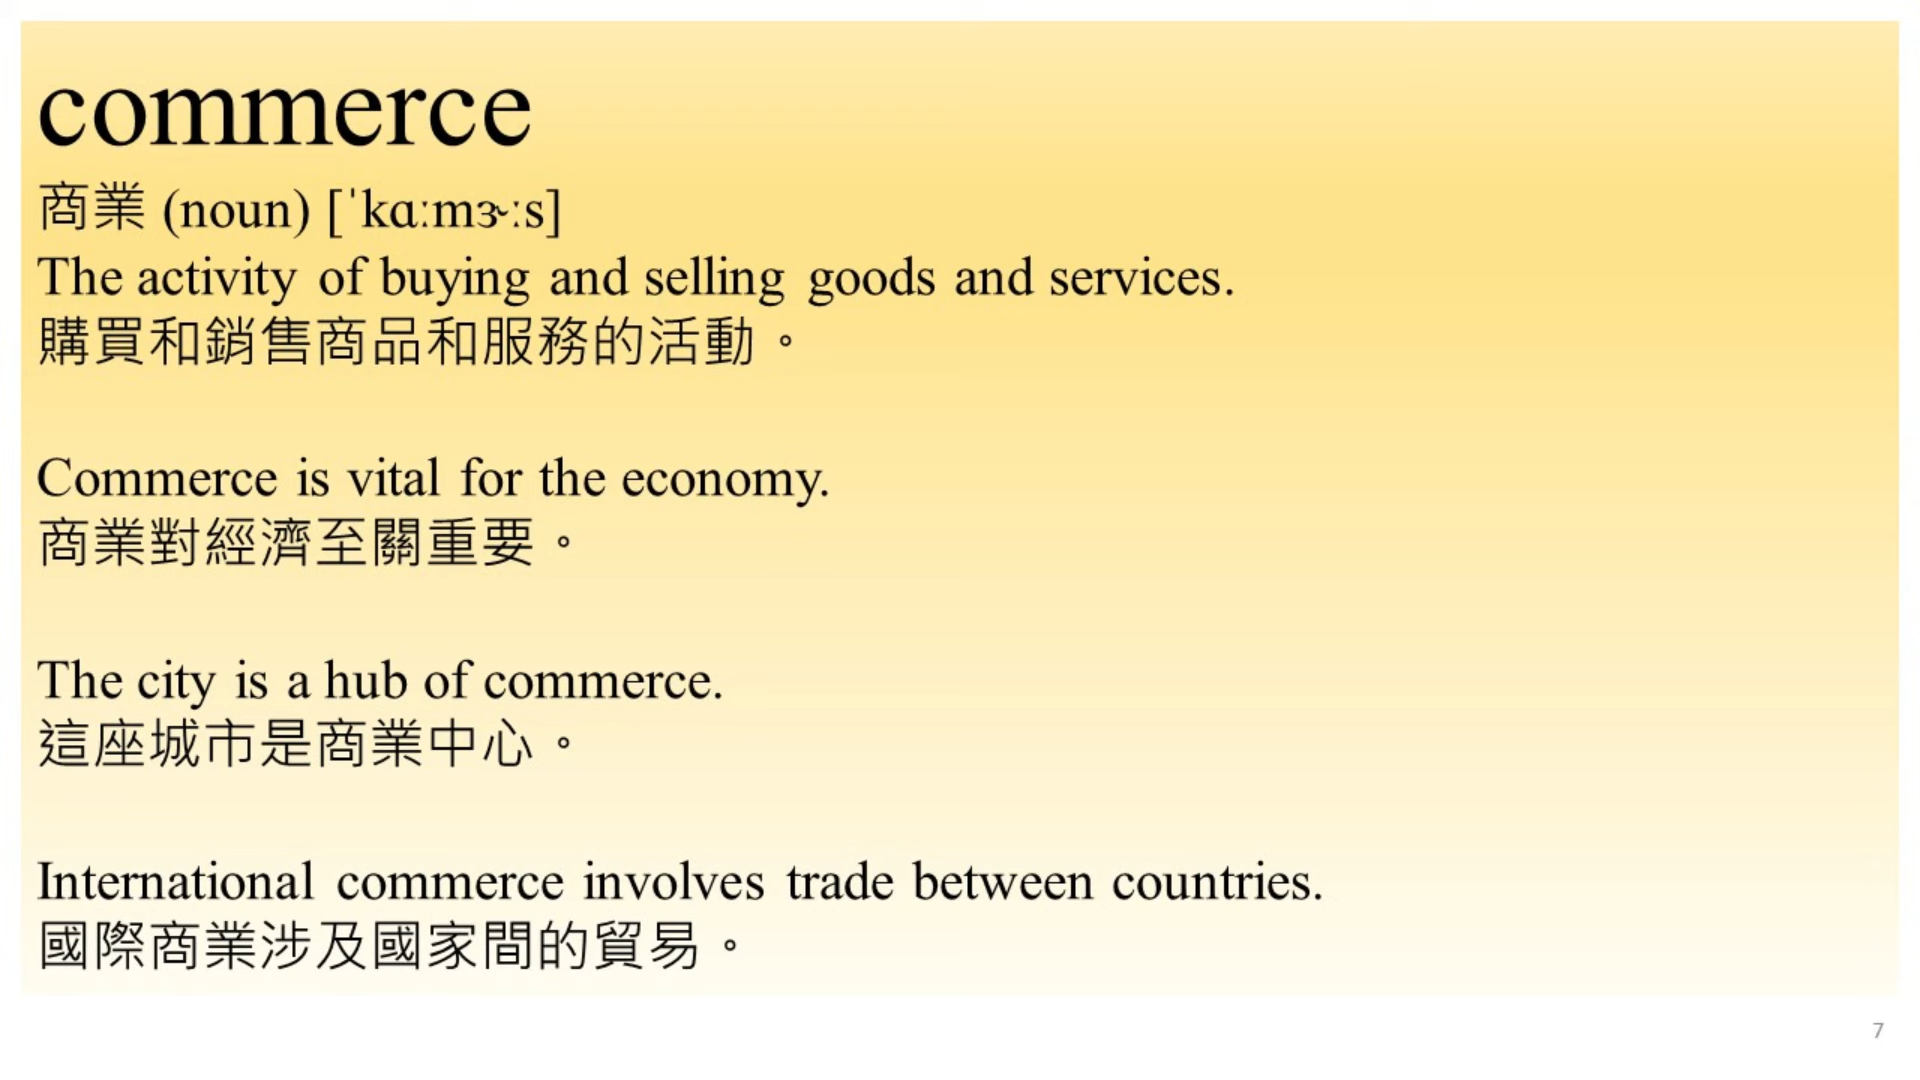 commerce
商業 (noun) [ˈkɑːmɝːs]
The activity of buying and selling goods and services.
購買和銷售商品和服務的活動。
Commerce is vital for the economy.
商業對經濟至關重要。
The city is a hub of commerce.
這座城市是商業中心。
International commerce involves trade between countries.
國際商業涉及國家間的貿易。
7